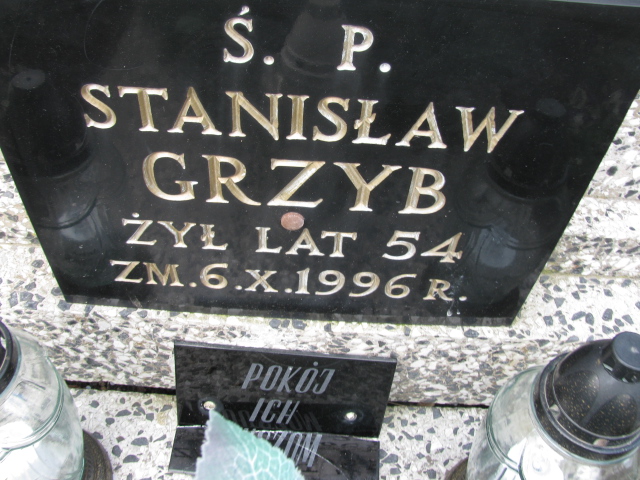 Ś. P.
STANISŁAW
GRZYB
ŻYŁ LAT 54
ZM.6.X.1996 R.
POKÓJ
ICH